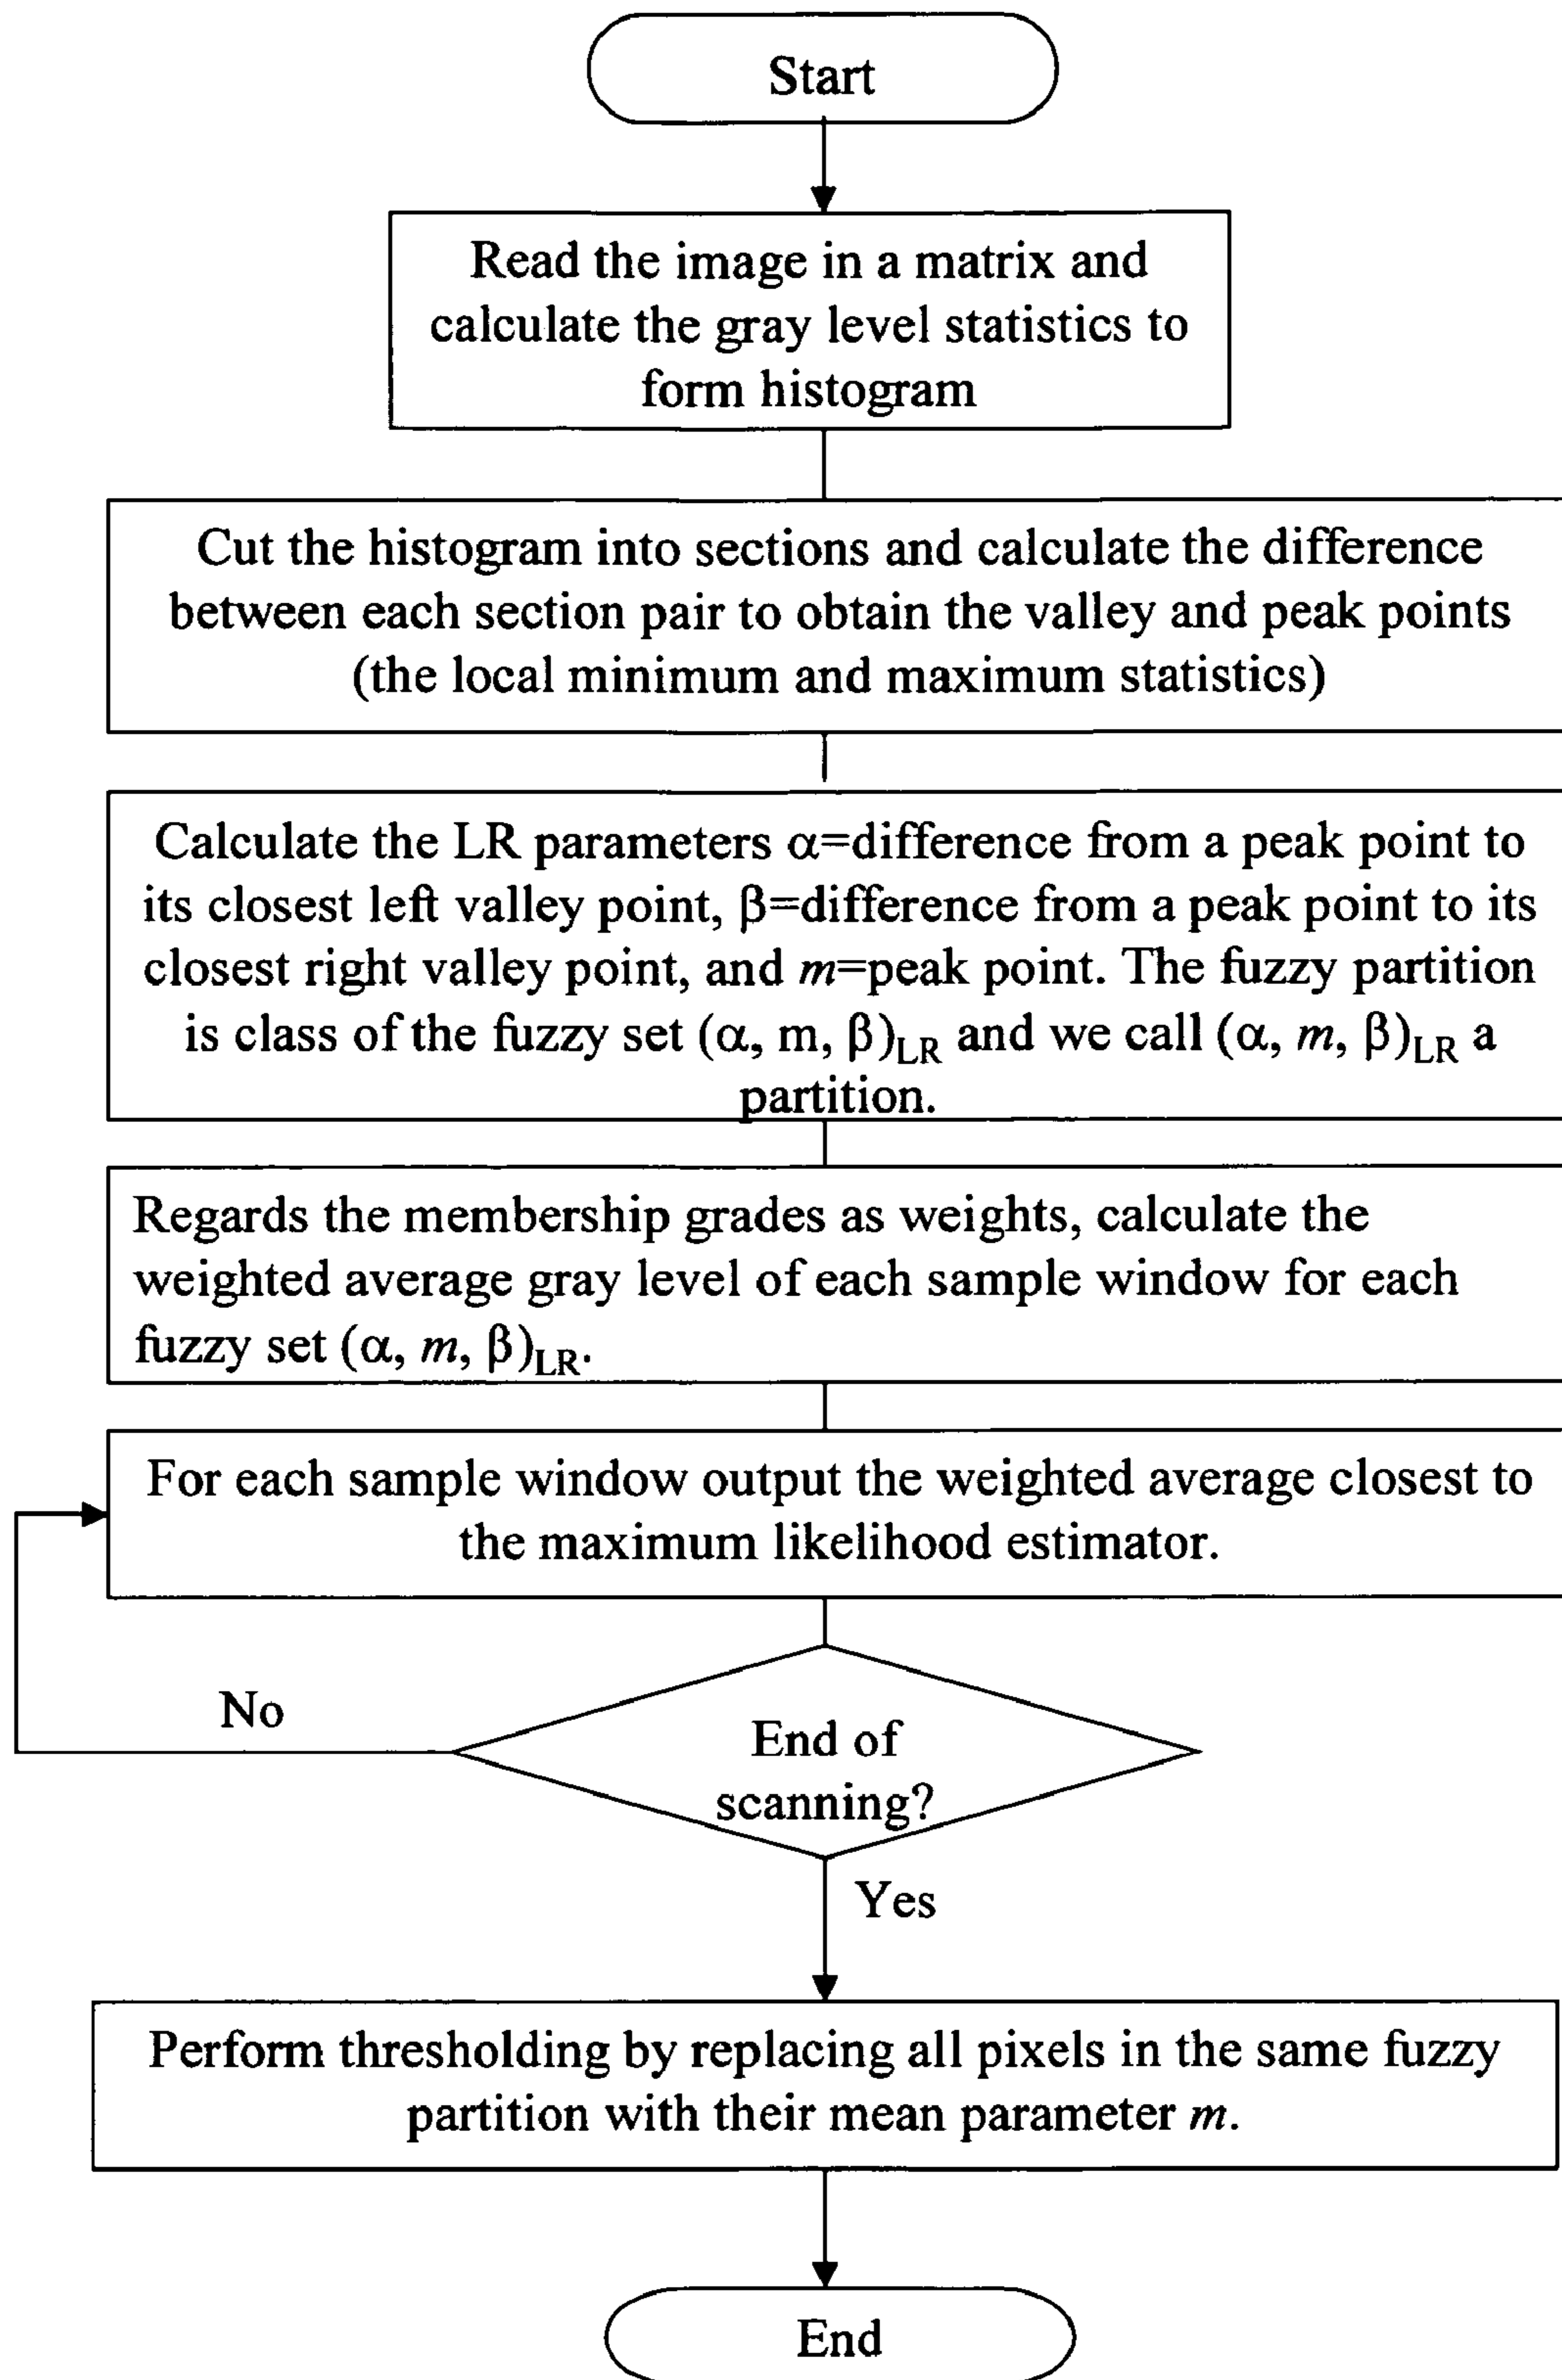 Start
Read the image in a matrix and
calculate the gray level statistics to
form histogram
Cut the histogram into sections and calculate the difference
between each section pair to obtain the valley and peak points
(the local minimum and maximum statistics)
Calculate the LR parameters α=difference from a peak point to
its closest left valley point, β=difference from a peak point to its
closest right valley point, and m=peak point. The fuzzy partition
is class of the fuzzy set (α, m, β)LR and we call (α, m, β)LR a
partition.
Regards the membership grades as weights, calculate the
weighted average gray level of each sample window for each
fuzzy set (α, m, β)LR.
For each sample window output the weighted average closest to
the maximum likelihood estimator.
No
End of
scanning?
Yes
Perform thresholding by replacing all pixels in the same fuzzy
partition with their mean parameter m.
End